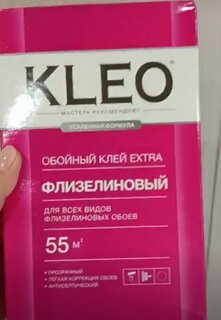 KLEO®
МАСТЕРА РЕКОМЕНДУЮТ
УСИЛЕННАЯ ФОРМУЛА
ОБОЙНЫЙ КЛЕЙ EXTRA
ФЛИЗЕЛИНОВЫЙ
ДЛЯ ВСЕХ ВИДОВ
ФЛИЗЕЛИНОВЫХ ОБОЕВ
55 м²
• ПРОЗРАЧНЫЙ
• ЛЕГКАЯ КОРРЕКЦИЯ ОБОЕВ
• АНТИСЕПТИЧЕСКИЙ